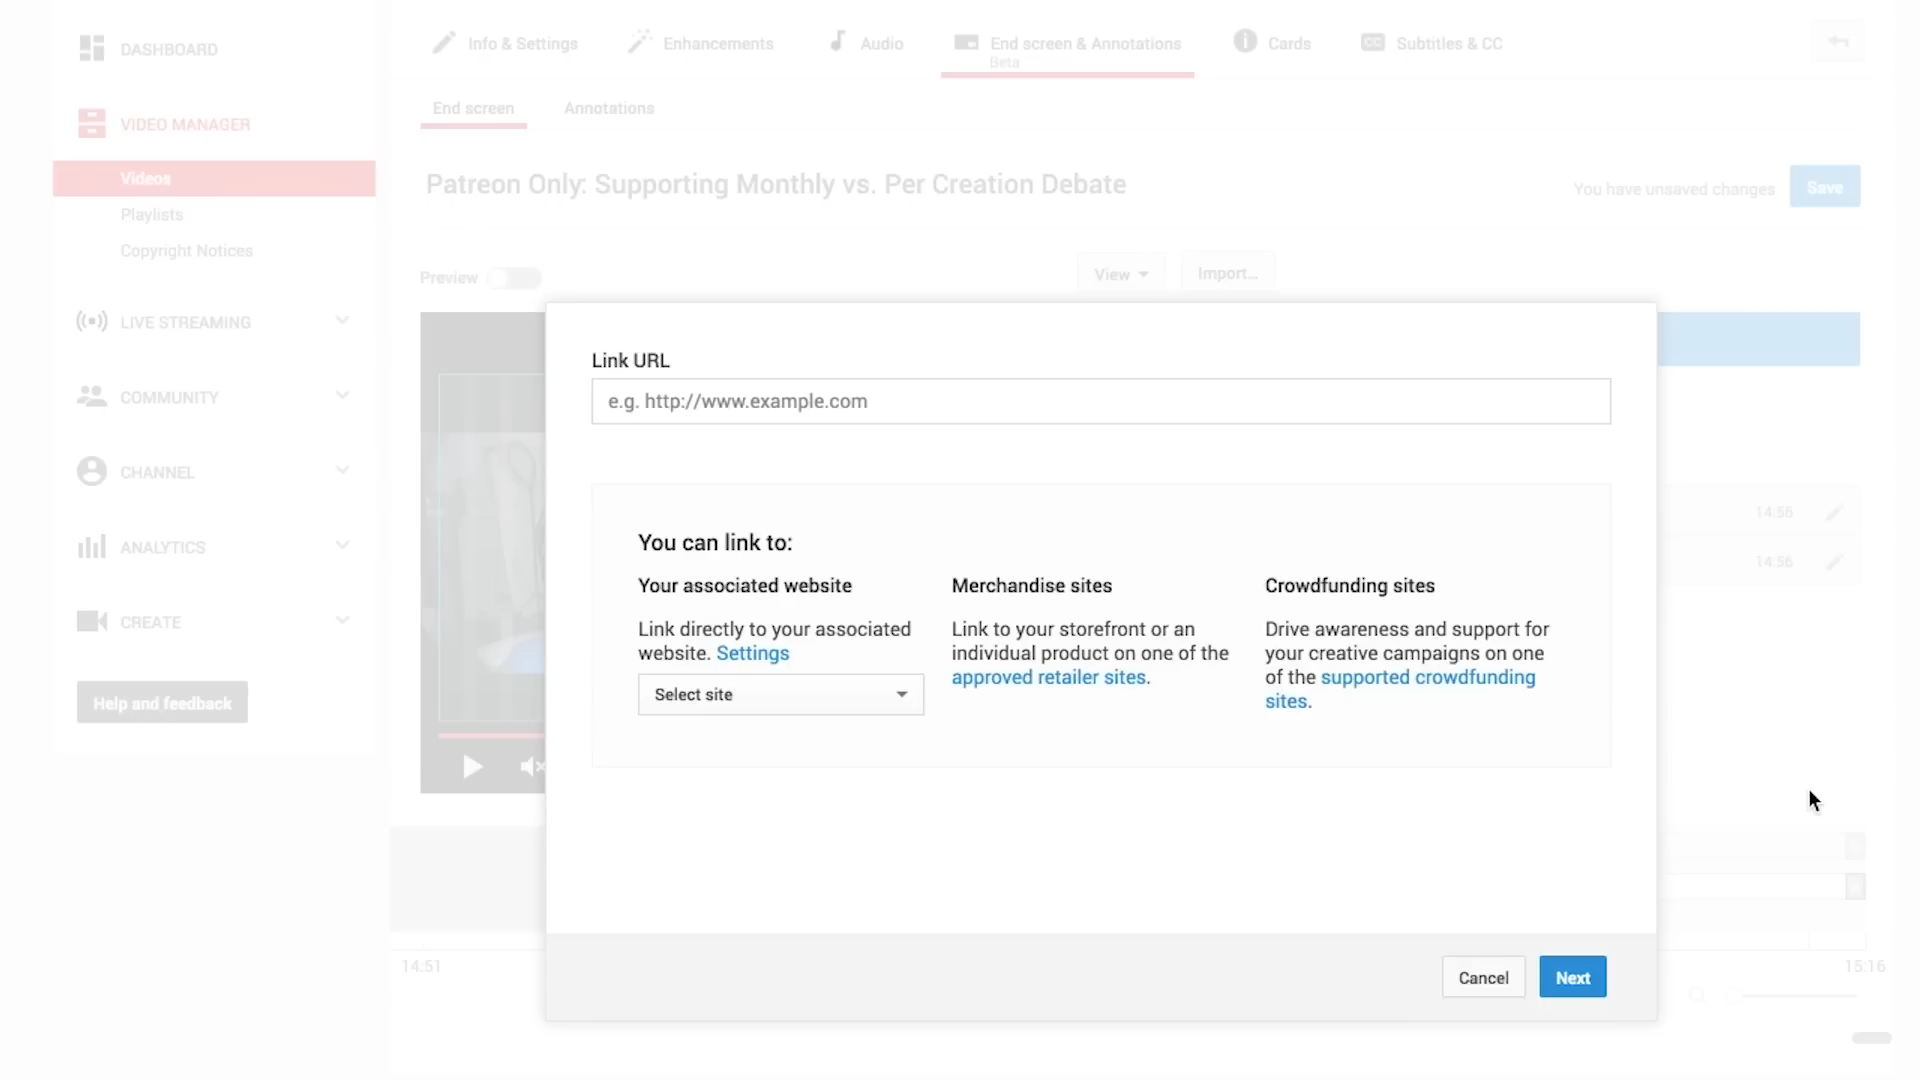 DASHBOARD
VIDEO MANAGER
Videos
Playlists
Copyright Notices
LIVE STREAMING
COMMUNITY
CHANNEL
ANALYTICS
CREATE
Help and feedback
Info & Settings
Enhancements
Audio
End screen & Annotations
Beta
Cards
CC
Subtitles & CC
End screen
Annotations
Patreon Only: Supporting Monthly vs. Per Creation Debate
You have unsaved changes
Save
Preview
View
Import...
Link URL
e.g. http://www.example.com
You can link to:
Your associated website
Link directly to your associated
website. Settings
Select site
Merchandise sites
Link to your storefront or an
individual product on one of the
approved retailer sites.
Crowdfunding sites
Drive awareness and support for
your creative campaigns on one
of the supported crowdfunding
sites.
14:56
14:56
14:51
15:16
Cancel
Next